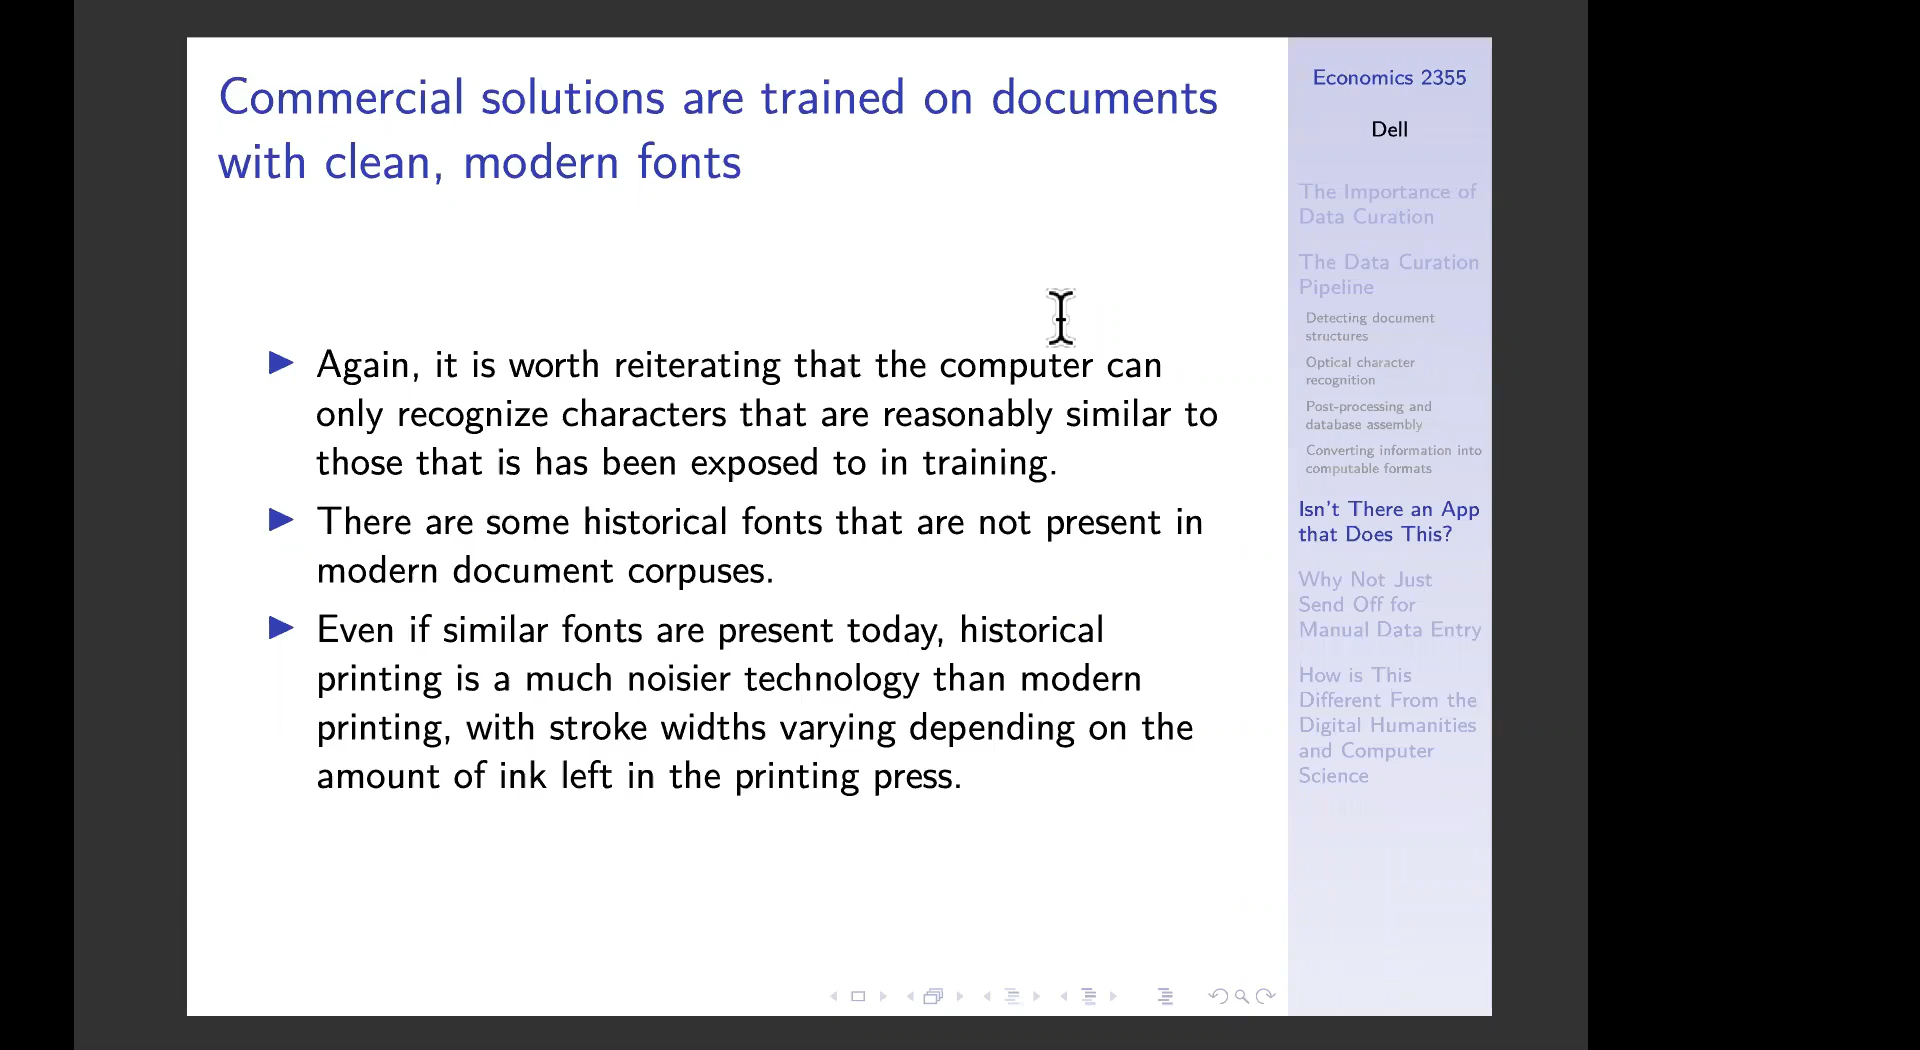 Commercial solutions are trained on documents
with clean, modern fonts
Again, it is worth reiterating that the computer can
only recognize characters that are reasonably similar to
those that is has been exposed to in training.
There are some historical fonts that are not present in
modern document corpuses.
Even if similar fonts are present today, historical
printing is a much noisier technology than modern
printing, with stroke widths varying depending on the
amount of ink left in the printing press.
Economics 2355
Dell
The Importance of
Data Curation
The Data Curation
Pipeline
Detecting document
structures
Optical character
recognition
Post-processing and
database assembly
Converting information into
computable formats
Isn't There an App
that Does This?
Why Not Just
Send Off for
Manual Data Entry
How is This
Different From the
Digital Humanities
and Computer
Science